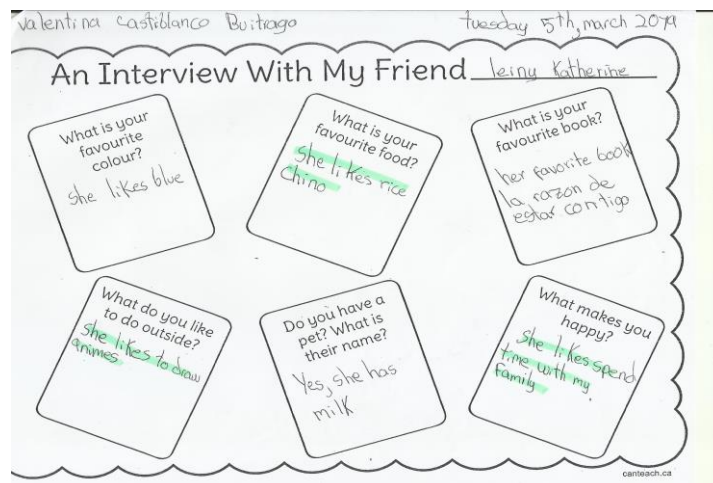 Valentina Castiblanco Buitrago
tuesday 5th, march 2019
An Interview With My Friend leiny Katherine
What is your
favourite
colour?
she likes blue
What is your
favourite food?
She likes rice
Chino
What is your
favourite book?
her favorite book
la razon de
estar contigo
What do you like
to do outside?
She likes to draw
animes
Do you have a
pet? What is
their name?
Yes, she has
milk
What makes you
happy?
She likes spend
time with my
family
canteach.ca